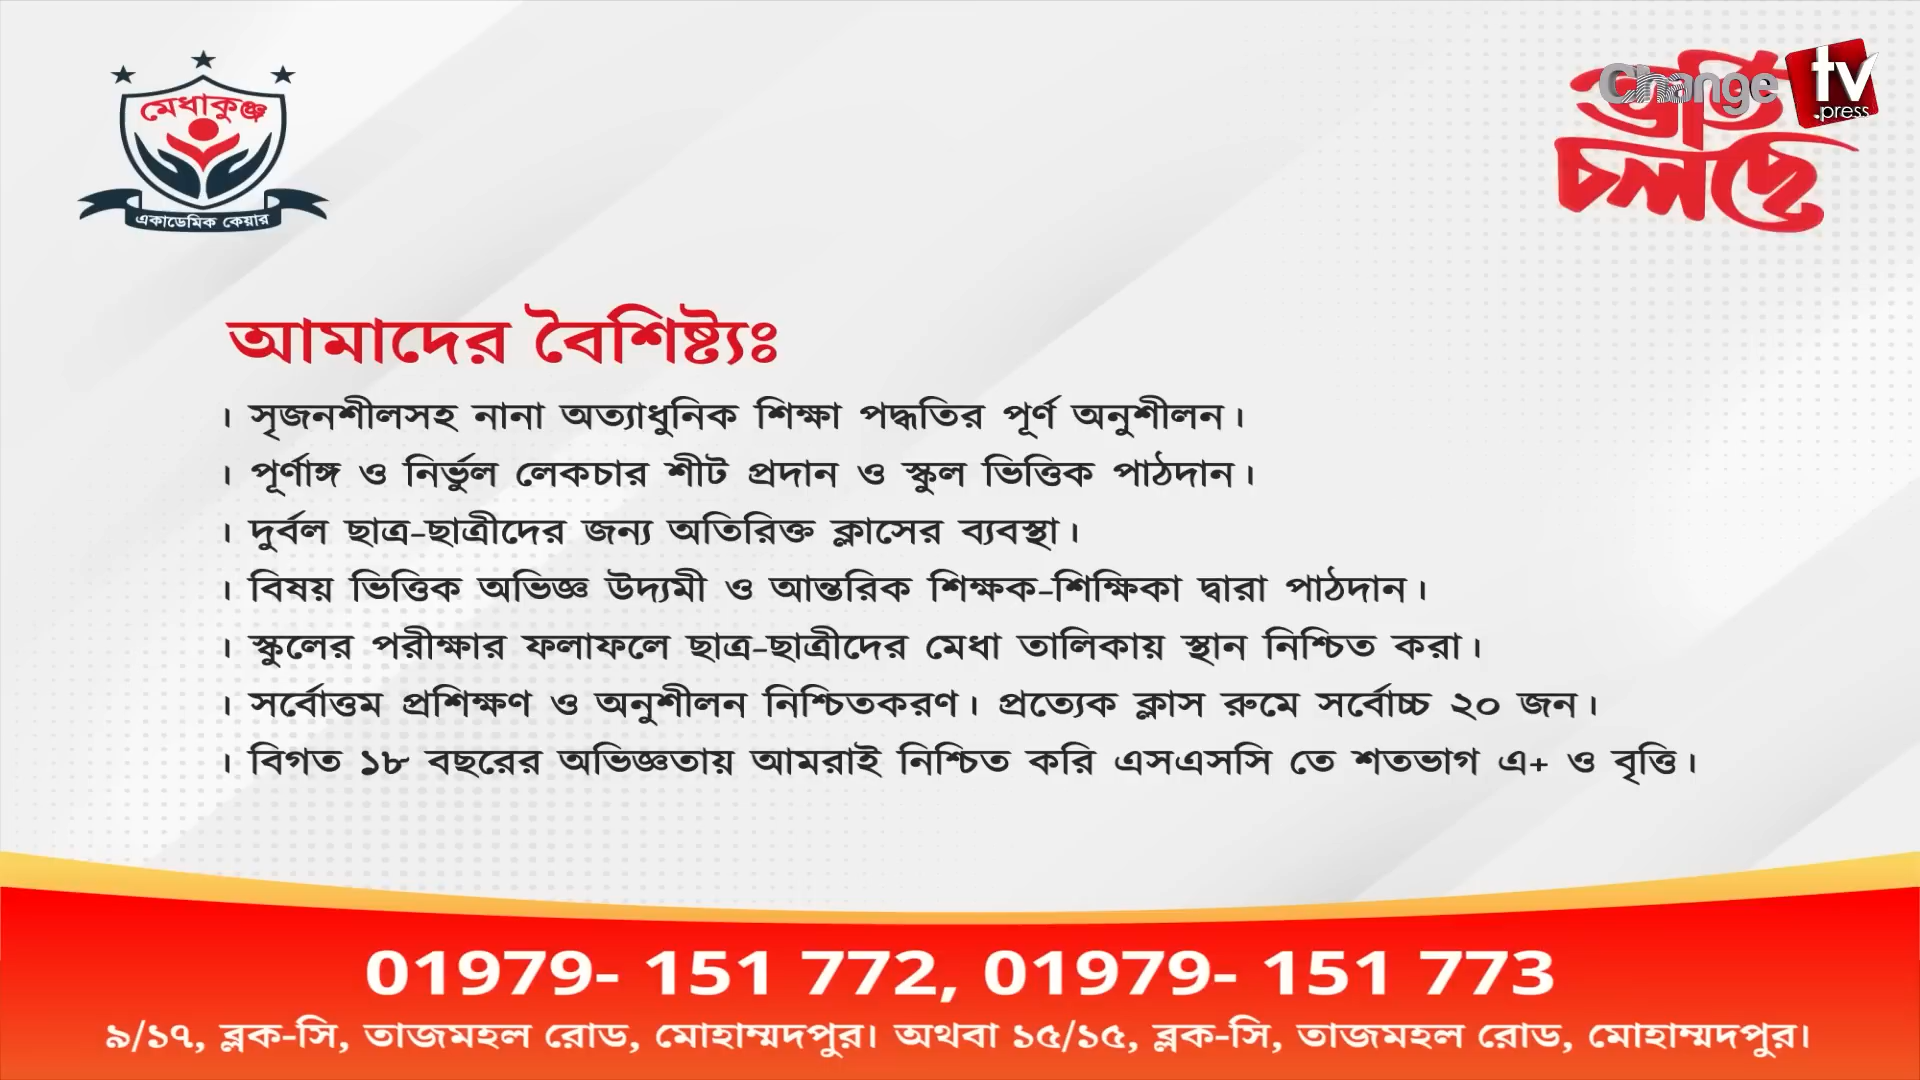 মেধাকুঞ্জ
একাডেমিক কেয়ার
ভর্তি
চলছে
Change tv
.press
আমাদের বৈশিষ্ট্যঃ
। সৃজনশীলসহ নানা অত্যাধুনিক শিক্ষা পদ্ধতির পূর্ণ অনুশীলন।
। পূর্ণাঙ্গ ও নির্ভুল লেকচার শীট প্রদান ও স্কুল ভিত্তিক পাঠদান।
। দুর্বল ছাত্র-ছাত্রীদের জন্য অতিরিক্ত ক্লাসের ব্যবস্থা।
। বিষয় ভিত্তিক অভিজ্ঞ উদ্যমী ও আন্তরিক শিক্ষক-শিক্ষিকা দ্বারা পাঠদান।
। স্কুলের পরীক্ষার ফলাফলে ছাত্র-ছাত্রীদের মেধা তালিকায় স্থান নিশ্চিত করা।
। সর্বোত্তম প্রশিক্ষণ ও অনুশীলন নিশ্চিতকরণ। প্রত্যেক ক্লাস রুমে সর্বোচ্চ ২০ জন।
। বিগত ১৮ বছরের অভিজ্ঞতায় আমরাই নিশ্চিত করি এসএসসি তে শতভাগ এ+ ও বৃত্তি।
01979- 151 772, 01979- 151 773
৯/১৭, ব্লক-সি, তাজমহল রোড, মোহাম্মদপুর। অথবা ১৫/১৫, ব্লক-সি, তাজমহল রোড, মোহাম্মদপুর।